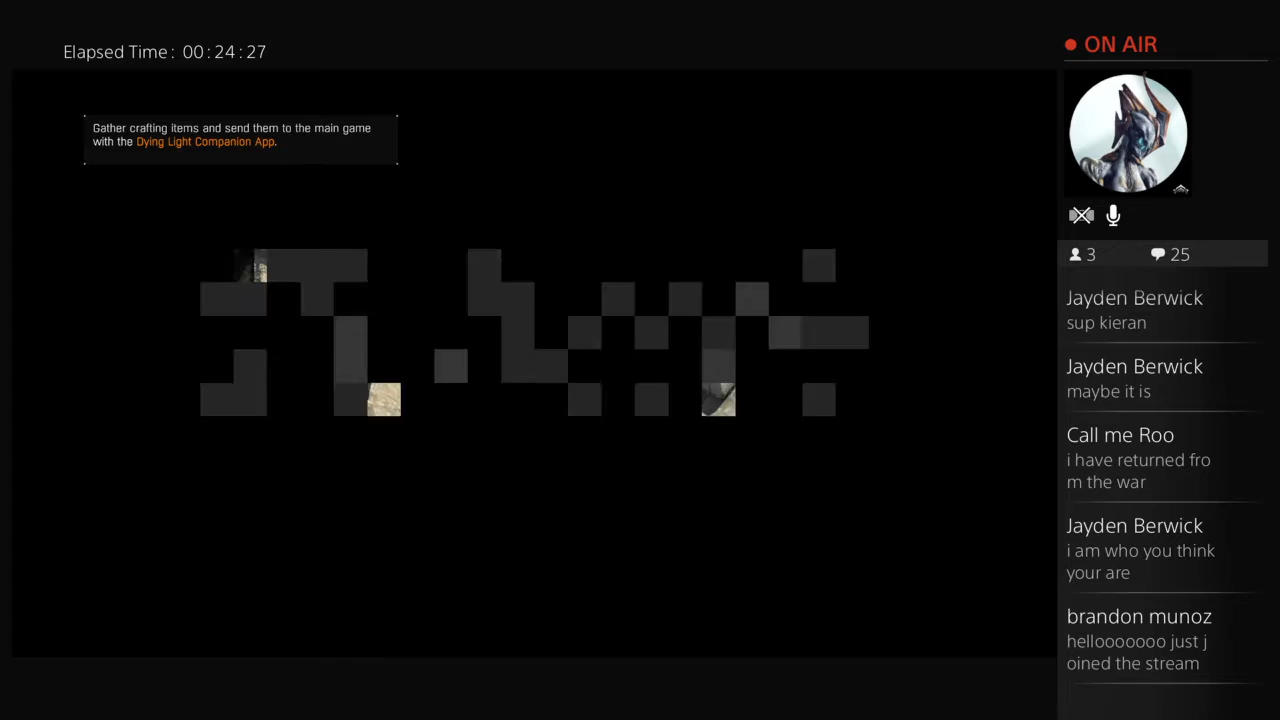 Elapsed Time: 00:24:27
ON AIR
Gather crafting items and send them to the main game
with the Dying Light Companion App.
3 25
Jayden Berwick
sup kieran
Jayden Berwick
maybe it is
Call me Roo
i have returned fro
m the war
Jayden Berwick
i am who you think
your are
brandon munoz
hellooooooo just j
oined the stream